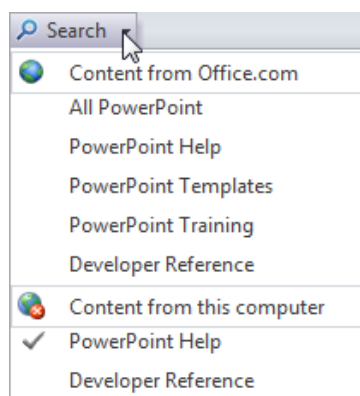 Search
Content from Office.com
All PowerPoint
PowerPoint Help
PowerPoint Templates
PowerPoint Training
Developer Reference
Content from this computer
PowerPoint Help
Developer Reference